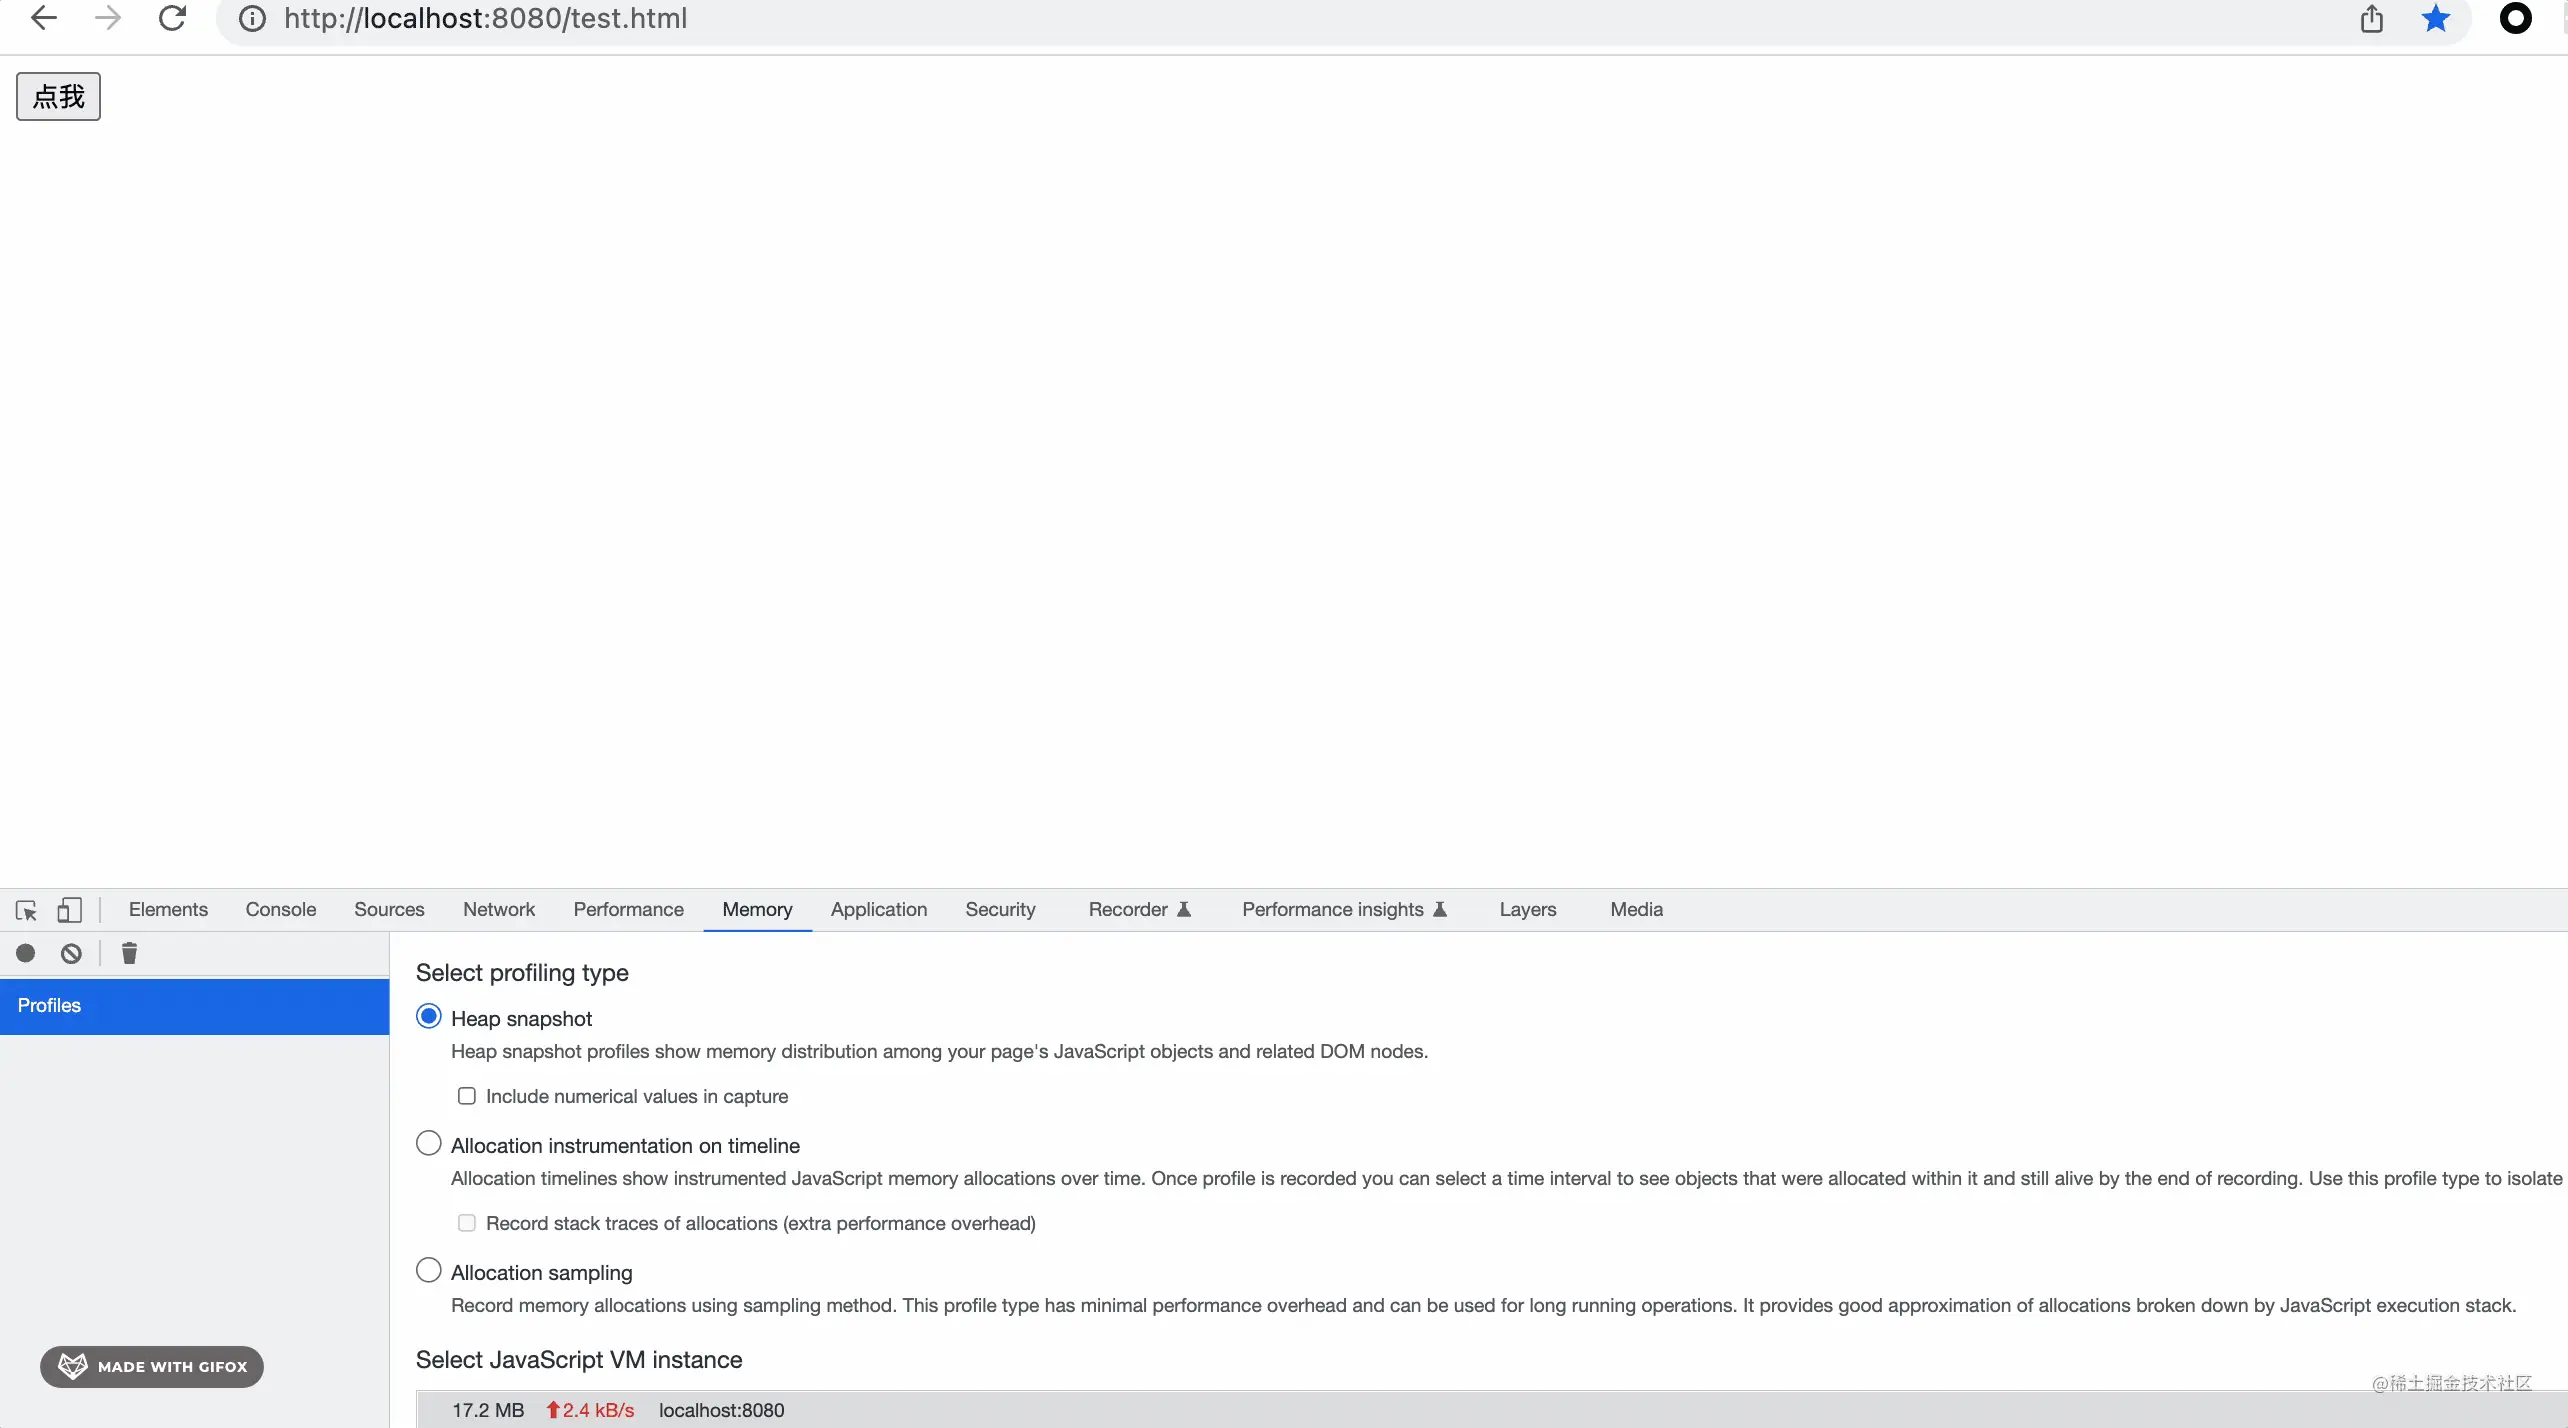 http://localhost:8080/test.html
点我
Elements Console Sources Network Performance Memory Application Security Recorder Performance insights Layers Media
Profiles
Select profiling type
Heap snapshot
Heap snapshot profiles show memory distribution among your page's JavaScript objects and related DOM nodes.
Include numerical values in capture
Allocation instrumentation on timeline
Allocation timelines show instrumented JavaScript memory allocations over time. Once profile is recorded you can select a time interval to see objects that were allocated within it and still alive by the end of recording. Use this profile type to isolate
Record stack traces of allocations (extra performance overhead)
Allocation sampling
Record memory allocations using sampling method. This profile type has minimal performance overhead and can be used for long running operations. It provides good approximation of allocations broken down by JavaScript execution stack.
Select JavaScript VM instance
17.2 MB 2.4 kB/s localhost:8080
MADE WITH GIFOX
@稀土掘金技术社区